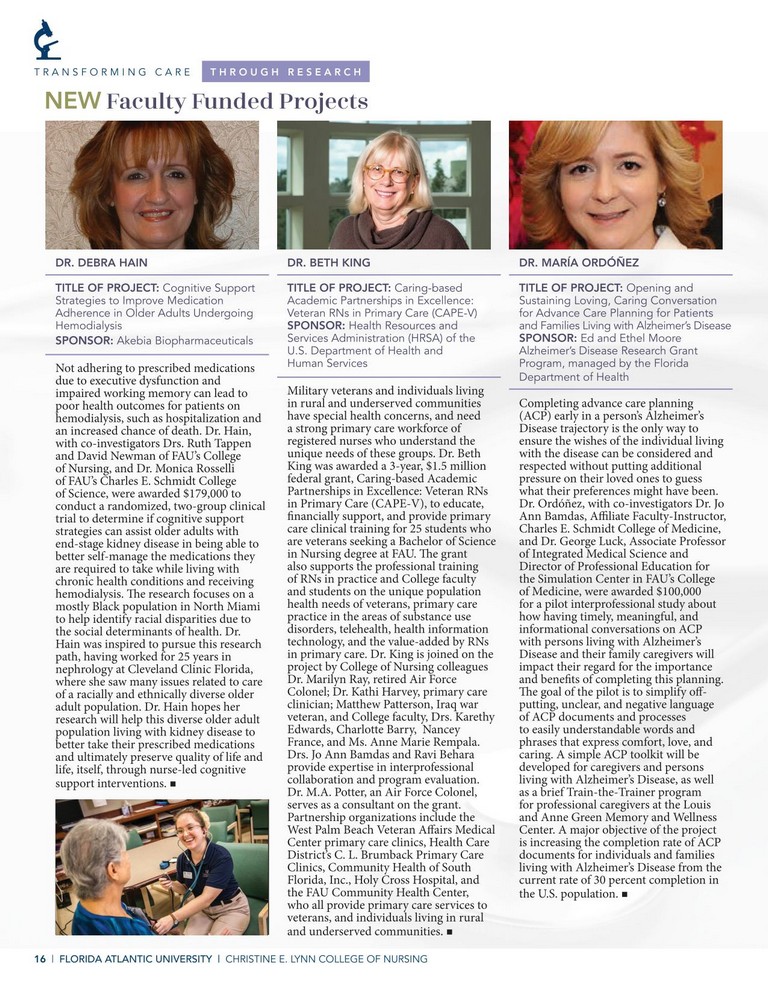 TRANSFORMING CARE THROUGH RESEARCH
NEW Faculty Funded Projects
DR. DEBRA HAIN
TITLE OF PROJECT: Cognitive Support
Strategies to Improve Medication
Adherence in Older Adults Undergoing
Hemodialysis
SPONSOR: Akebia Biopharmaceuticals
Not adhering to prescribed medications
due to executive dysfunction and
impaired working memory can lead to
poor health outcomes for patients on
hemodialysis, such as hospitalization and
an increased chance of death. Dr. Hain,
with co-investigators Drs. Ruth Tappen
and David Newman of FAU's College
of Nursing, and Dr. Monica Rosselli
of FAU's Charles E. Schmidt College
of Science, were awarded $179,000 to
conduct a randomized, two-group clinical
trial to determine if cognitive support
strategies can assist older adults with
end-stage kidney disease in being able to
better self-manage the medications they
are required to take while living with
chronic health conditions and receiving
hemodialysis. The research focuses on a
mostly Black population in North Miami
to help identify racial disparities due to
the social determinants of health. Dr.
Hain was inspired to pursue this research
path, having worked for 25 years in
nephrology at Cleveland Clinic Florida,
where she saw many issues related to care
of a racially and ethnically diverse older
adult population. Dr. Hain hopes her
research will help this diverse older adult
population living with kidney disease to
better take their prescribed medications
and ultimately preserve quality of life and
life, itself, through nurse-led cognitive
support interventions. ■
DR. BETH KING
TITLE OF PROJECT: Caring-based
Academic Partnerships in Excellence:
Veteran RNs in Primary Care (CAPE-V)
SPONSOR: Health Resources and
Services Administration (HRSA) of the
U.S. Department of Health and
Human Services
Military veterans and individuals living
in rural and underserved communities
have special health concerns, and need
a strong primary care workforce of
registered nurses who understand the
unique needs of these groups. Dr. Beth
King was awarded a 3-year, $1.5 million
federal grant, Caring-based Academic
Partnerships in Excellence: Veteran RNs
in Primary Care (CAPE-V), to educate,
financially support, and provide primary
care clinical training for 25 students who
are veterans seeking a Bachelor of Science
in Nursing degree at FAU. The grant
also supports the professional training
of RNs in practice and College faculty
and students on the unique population
health needs of veterans, primary care
practice in the areas of substance use
disorders, telehealth, health information
technology, and the value-added by RNs
in primary care. Dr. King is joined on the
project by College of Nursing colleagues
Dr. Marilyn Ray, retired Air Force
Colonel; Dr. Kathi Harvey, primary care
clinician; Matthew Patterson, Iraq war
veteran, and College faculty, Drs. Karethy
Edwards, Charlotte Barry, Nancey
France, and Ms. Anne Marie Rempala.
Drs. Jo Ann Bamdas and Ravi Behara
provide expertise in interprofessional
collaboration and program evaluation.
Dr. M.A. Potter, an Air Force Colonel,
serves as a consultant on the grant.
Partnership organizations include the
West Palm Beach Veteran Affairs Medical
Center primary care clinics, Health Care
District's C. L. Brumback Primary Care
Clinics, Community Health of South
Florida, Inc., Holy Cross Hospital, and
the FAU Community Health Center,
who all provide primary care services to
veterans, and individuals living in rural
and underserved communities. ■
DR. MARÍA ORDÓÑEZ
TITLE OF PROJECT: Opening and
Sustaining Loving, Caring Conversation
for Advance Care Planning for Patients
and Families Living with Alzheimer's Disease
SPONSOR: Ed and Ethel Moore
Alzheimer's Disease Research Grant
Program, managed by the Florida
Department of Health
Completing advance care planning
(ACP) early in a person's Alzheimer's
Disease trajectory is the only way to
ensure the wishes of the individual living
with the disease can be considered and
respected without putting additional
pressure on their loved ones to guess
what their preferences might have been.
Dr. Ordóñez, with co-investigators Dr. Jo
Ann Bamdas, Affiliate Faculty-Instructor,
Charles E. Schmidt College of Medicine,
and Dr. George Luck, Associate Professor
of Integrated Medical Science and
Director of Professional Education for
the Simulation Center in FAU's College
of Medicine, were awarded $100,000
for a pilot interprofessional study about
how having timely, meaningful, and
informational conversations on ACP
with persons living with Alzheimer's
Disease and their family caregivers will
impact their regard for the importance
and benefits of completing this planning.
The goal of the pilot is to simplify off-
putting, unclear, and negative language
of ACP documents and processes
to easily understandable words and
phrases that express comfort, love, and
caring. A simple ACP toolkit will be
developed for caregivers and persons
living with Alzheimer's Disease, as well
as a brief Train-the-Trainer program
for professional caregivers at the Louis
and Anne Green Memory and Wellness
Center. A major objective of the project
is increasing the completion rate of ACP
documents for individuals and families
living with Alzheimer's Disease from the
current rate of 30 percent completion in
the U.S. population. ■
16 | FLORIDA ATLANTIC UNIVERSITY | CHRISTINE E. LYNN COLLEGE OF NURSING